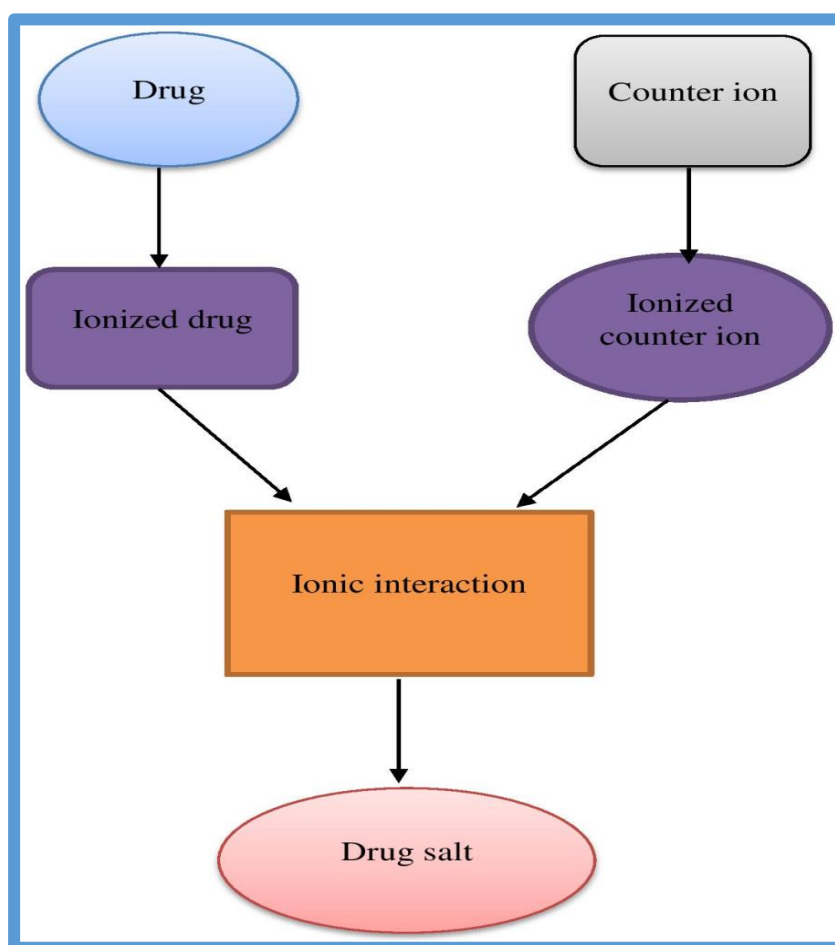 Drug
Counter ion
Ionized drug
Ionized
counter ion
Ionic interaction
Drug salt